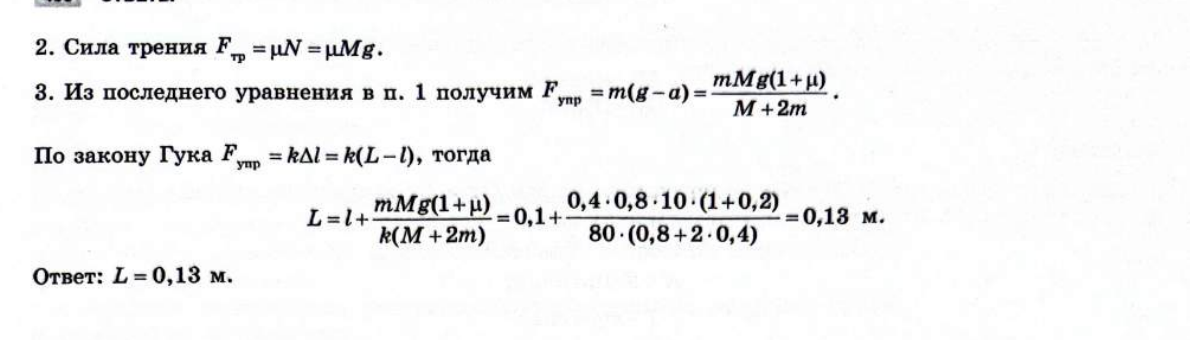 2. Сила трения F_тр = μN = μMg.
3. Из последнего уравнения в п. 1 получим F_упр = m(g − a) = mMg(1 + μ) / M + 2m .
По закону Гука F_упр = kΔl = k(L − l), тогда
L = l + mMg(1 + μ) / k(M + 2m) = 0,1 + 0,4 · 0,8 · 10 · (1 + 0,2) / 80 · (0,8 + 2 · 0,4) = 0,13 м.
Ответ: L = 0,13 м.